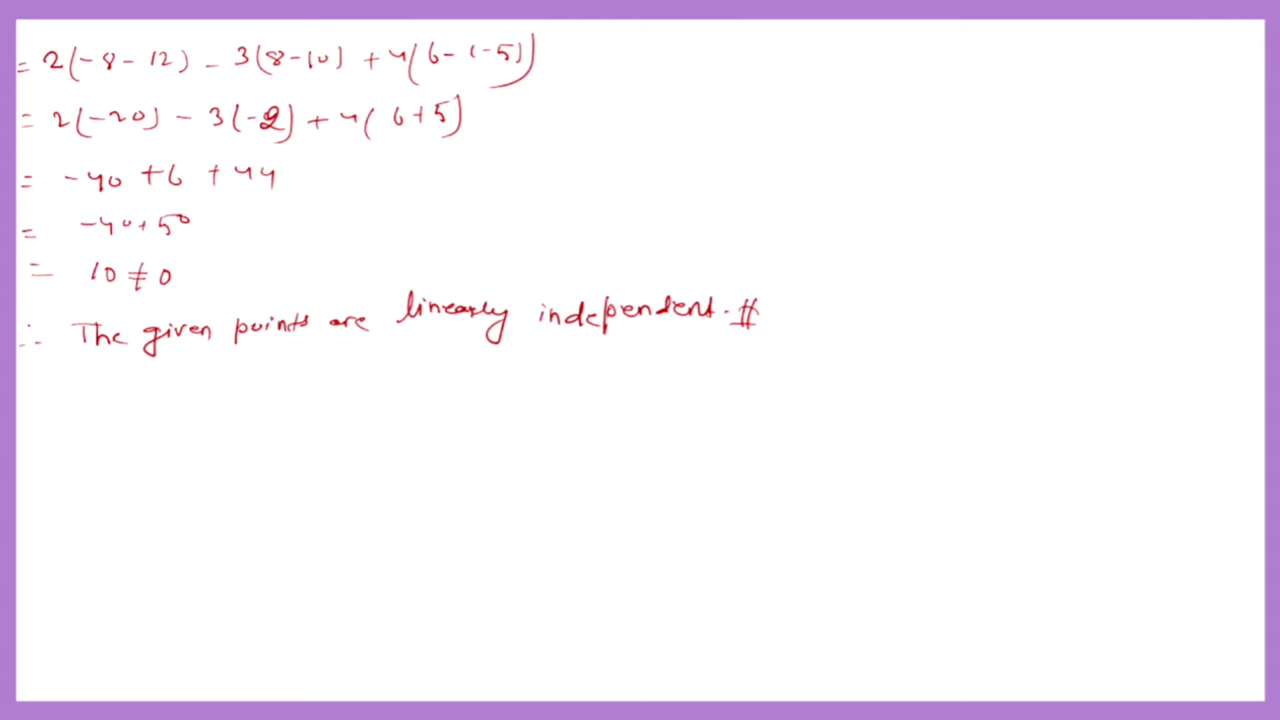 = 2(-8-12) - 3(8-10) + 4(6-(-5))
= 2(-20) - 3(-2) + 4(6+5)
= -40 + 6 + 44
= -40+50
= 10 ≠ 0
∴ The given points are linearly independent. #